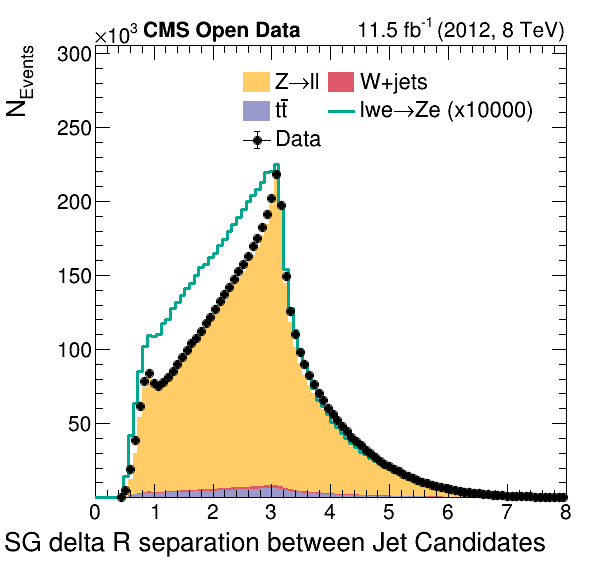 ×10³ CMS Open Data 11.5 fb⁻¹ (2012, 8 TeV)
N_Events
300
250
200
150
100
50
Z→ll W+jets
tt̄ lwe→Ze (x10000)
Data
0 1 2 3 4 5 6 7 8
SG delta R separation between Jet Candidates